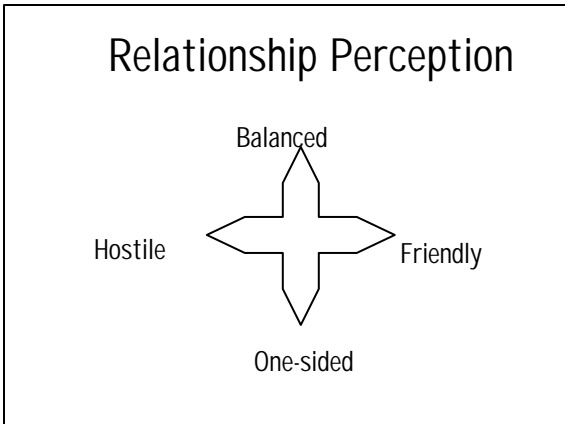 Relationship Perception
Balanced
Hostile
Friendly
One-sided